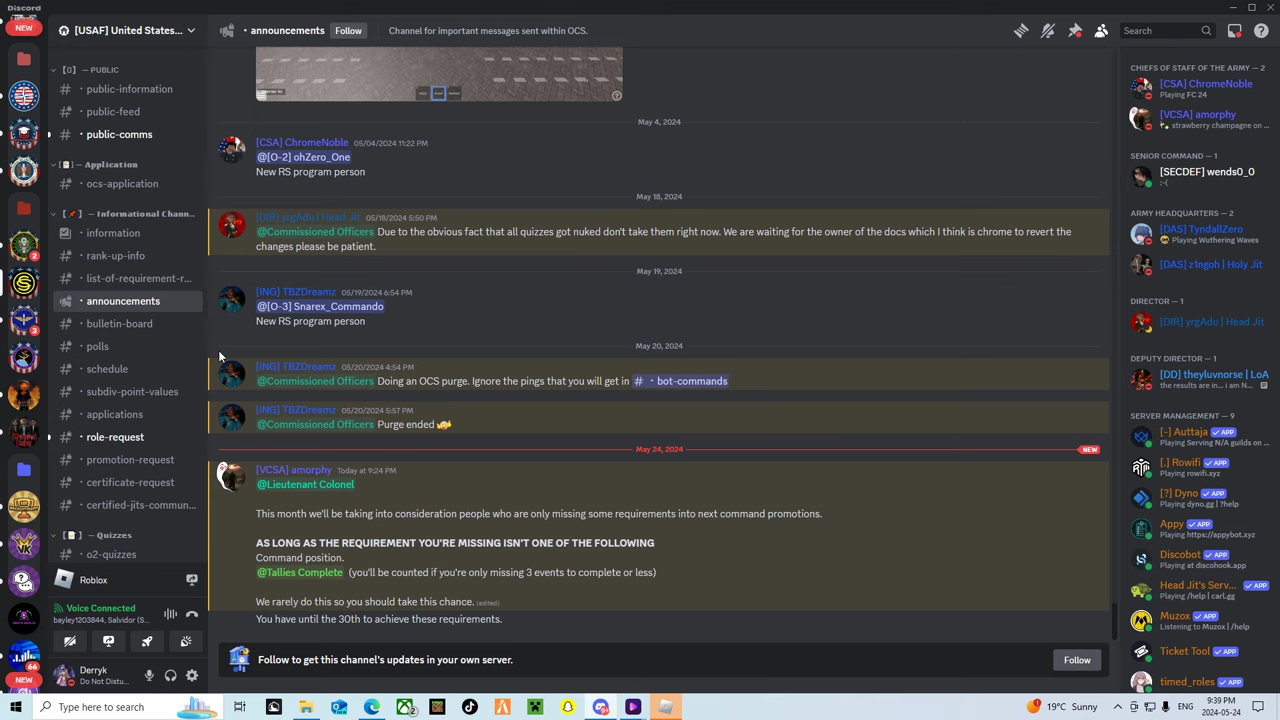 Discord
NEW
[USAF] United States...
announcements
Follow
Channel for important messages sent within OCS.
Search
[D] — PUBLIC
public-information
public-feed
public-comms
Application
ocs-application
Informational Chann...
information
rank-up-info
list-of-requirement-r...
announcements
bulletin-board
polls
schedule
subdiv-point-values
applications
role-request
promotion-request
certificate-request
certified-jits-commun...
Quizzes
o2-quizzes
2
3
66
NEW
Roblox
Voice Connected
bayley1203844, Salvidor (S...
Derryk
Do Not Distu...
May 4, 2024
[CSA] ChromeNoble 05/04/2024 11:22 PM
@[O-2] ohZero_One
New RS program person
May 18, 2024
[DIR] yrgAdu | Head Jit 05/18/2024 5:50 PM
@Commissioned Officers Due to the obvious fact that all quizzes got nuked don't take them right now. We are waiting for the owner of the docs which I think is chrome to revert the
changes please be patient.
May 19, 2024
[ING] TBZDreamz 05/19/2024 6:54 PM
@[O-3] Snarex_Commando
New RS program person
May 20, 2024
[ING] TBZDreamz 05/20/2024 4:54 PM
@Commissioned Officers Doing an OCS purge. Ignore the pings that you will get in # ・bot-commands
[ING] TBZDreamz 05/20/2024 5:57 PM
@Commissioned Officers Purge ended
May 24, 2024 NEW
[VCSA] amorphy Today at 9:24 PM
@Lieutenant Colonel
This month we'll be taking into consideration people who are only missing some requirements into next command promotions.
AS LONG AS THE REQUIREMENT YOU'RE MISSING ISN'T ONE OF THE FOLLOWING
Command position.
@Tallies Complete (you'll be counted if you're only missing 3 events to complete or less)
We rarely do this so you should take this chance. (edited)
You have until the 30th to achieve these requirements.
Follow to get this channel's updates in your own server.
Follow
CHIEFS OF STAFF OF THE ARMY — 2
[CSA] ChromeNoble
Playing FC 24
[VCSA] amorphy
strawberry champagne on ...
SENIOR COMMAND — 1
[SECDEF] wends0_0
:-(
ARMY HEADQUARTERS — 2
[DAS] TyndallZero
Playing Wuthering Waves
[DAS] z1ngoh | Holy Jit
DIRECTOR — 1
[DIR] yrgAdu | Head Jit
DEPUTY DIRECTOR — 1
[DD] theyluvnorse | LoA
the results are in... i am N...
SERVER MANAGEMENT — 9
[-] Auttaja ✓ APP
Playing Serving N/A guilds on ...
[.] Rowifi ✓ APP
Playing rowifi.xyz
[?] Dyno ✓ APP
Playing dyno.gg | ?help
Appy ✓ APP
Playing https://appybot.xyz
Discobot ✓ APP
Playing at discohook.app
Head Jit's Serv... ✓ APP
Playing /help | carl.gg
Muzox ✓ APP
Listening to Muzox | /help
Ticket Tool ✓ APP
timed_roles ✓ APP
Type here to search
19°C Sunny
ENG
9:39 PM
2024-05-24